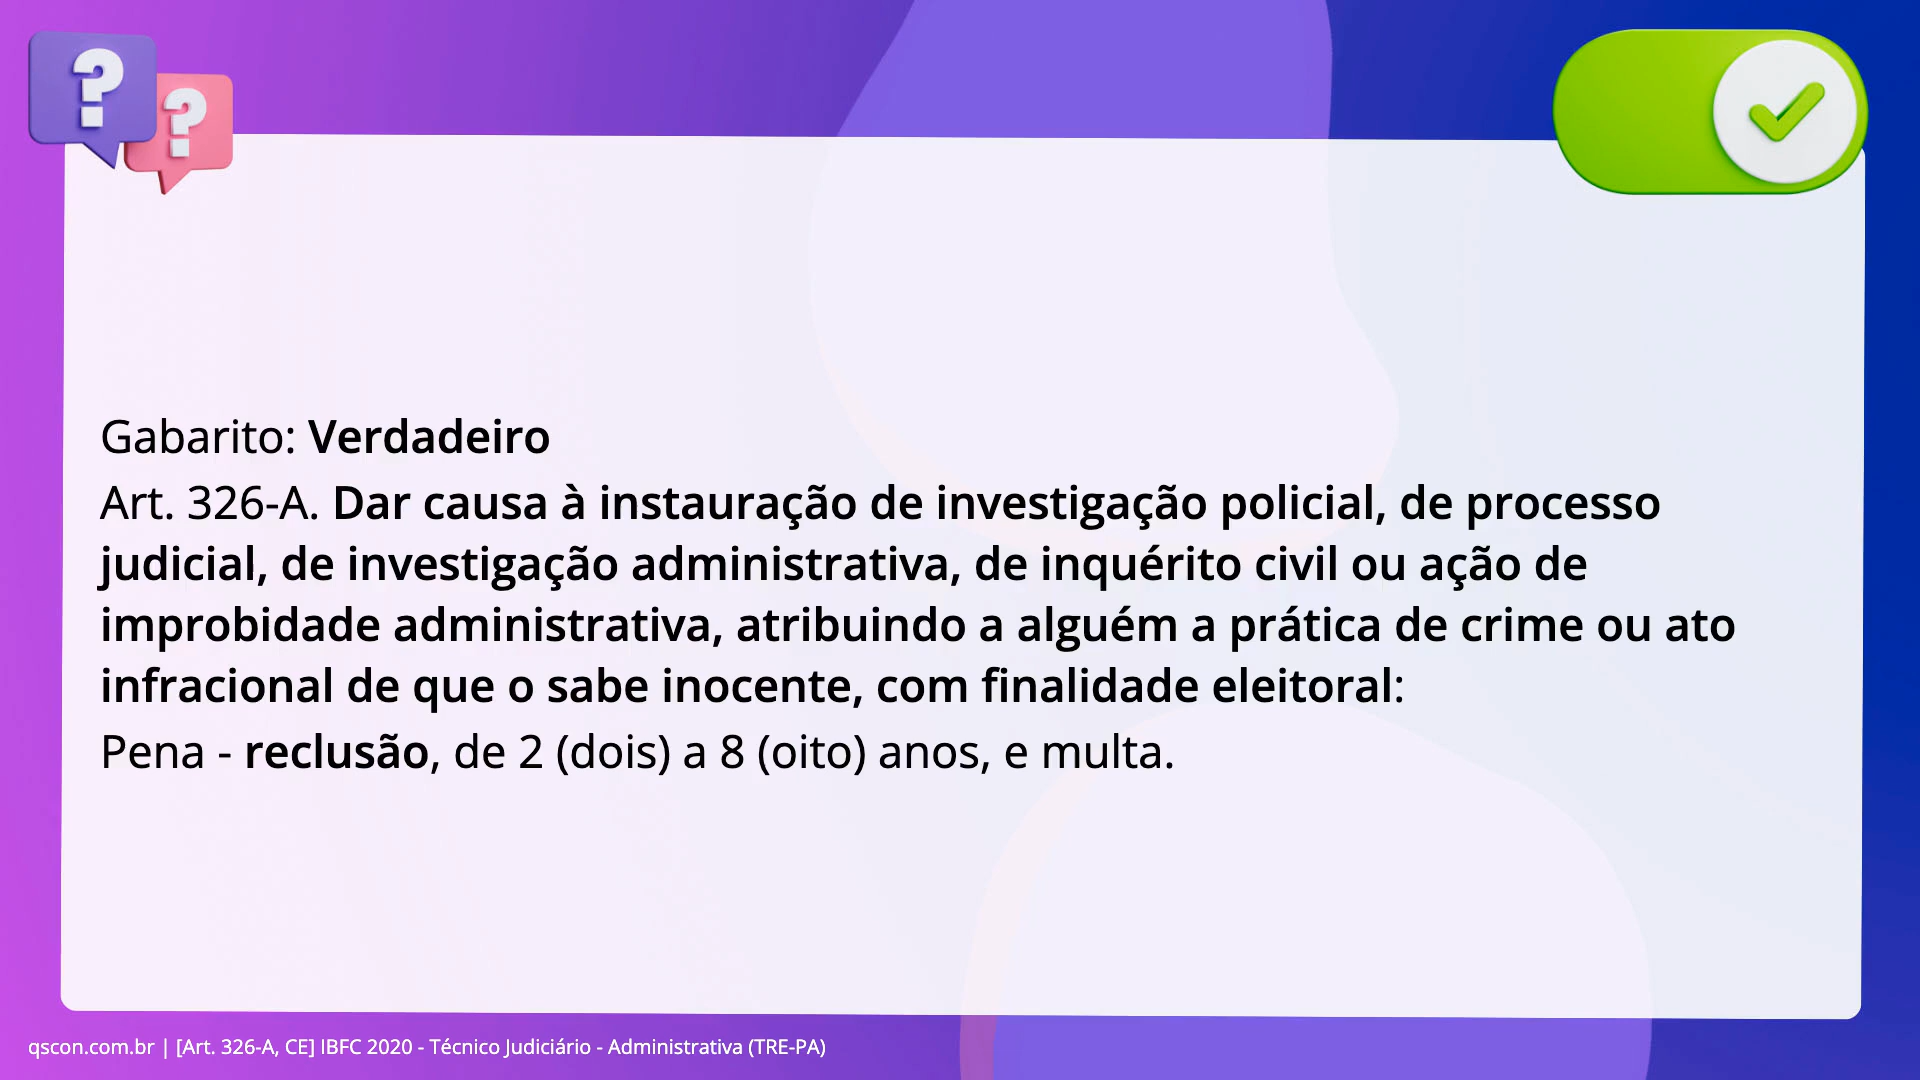 ?
?
Gabarito: Verdadeiro
Art. 326-A. Dar causa à instauração de investigação policial, de processo
judicial, de investigação administrativa, de inquérito civil ou ação de
improbidade administrativa, atribuindo a alguém a prática de crime ou ato
infracional de que o sabe inocente, com finalidade eleitoral:
Pena - reclusão, de 2 (dois) a 8 (oito) anos, e multa.
qscon.com.br | [Art. 326-A, CE] IBFC 2020 - Técnico Judiciário - Administrativa (TRE-PA)